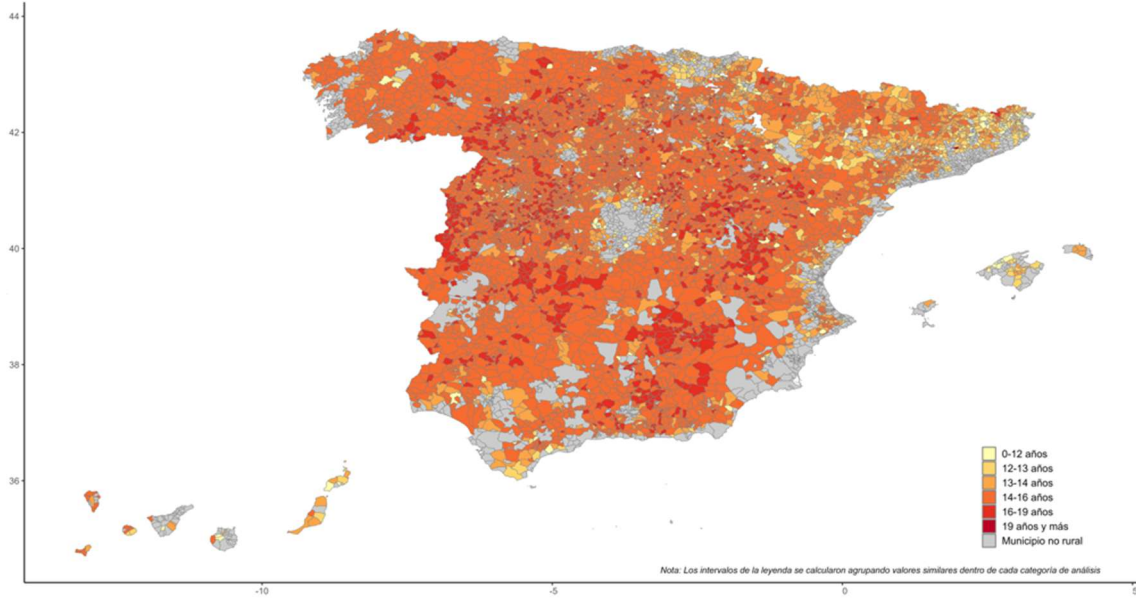 44
42
40
38
36
0-12 años
12-13 años
13-14 años
14-16 años
16-19 años
19 años y más
Municipio no rural
Nota: Los intervalos de la leyenda se calcularon agrupando valores similares dentro de cada categoría de análisis
-10
-5
0
5